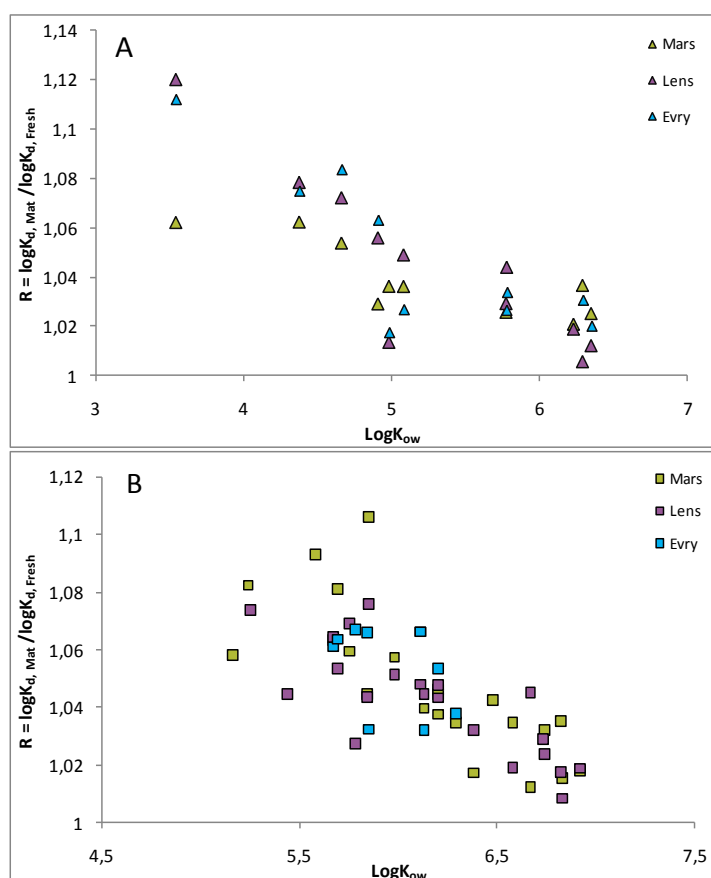 A
1,14
1,12
1,1
1,08
1,06
1,04
1,02
1
R = logKd, Mat /logKd, Fresh
3 4 5 6 7
LogKow
Mars
Lens
Evry
B
1,12
1,1
1,08
1,06
1,04
1,02
1
R = logKd, Mat /logKd, Fresh
4,5 5,5 6,5 7,5
LogKow
Mars
Lens
Evry